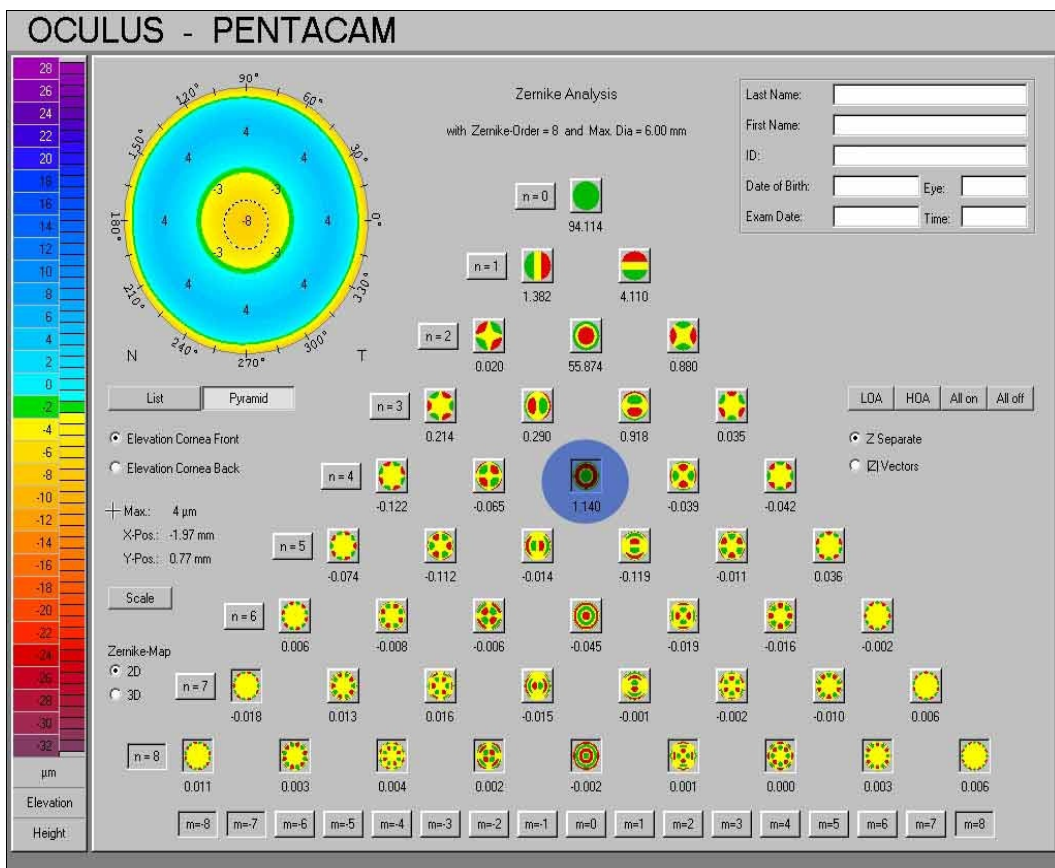 OCULUS - PENTACAM
28
26
24
22
20
18
16
14
12
10
8
6
4
2
0
-2
-4
-6
-8
-10
-12
-14
-16
-18
-20
-22
-24
-26
-28
-30
-32
µm
Elevation
Height
90°
120°
60°
150°
30°
180°
0°
210°
330°
240°
300°
270°
N
T
4
4
4
-3
-3
4
-8
4
-3
-3
4
4
4
Zernike Analysis
with Zernike-Order = 8 and Max. Dia = 6.00 mm
Last Name:
First Name:
ID:
Date of Birth:
Eye:
Exam Date:
Time:
n = 0
94.114
n = 1
1.382 4.110
n = 2
0.020 55.874 0.880
List
Pyramid
Elevation Cornea Front
Elevation Cornea Back
Max.: 4 µm
X-Pos.: -1.97 mm
Y-Pos.: 0.77 mm
Scale
Zernike-Map
2D
3D
LOA HOA All on All off
Z Separate
|Z| Vectors
n = 3
0.214 0.290 0.918 0.035
n = 4
-0.122 -0.065 1.140 -0.039 -0.042
n = 5
-0.074 -0.112 -0.014 -0.119 -0.011 0.036
n = 6
0.006 -0.008 -0.006 -0.045 -0.019 -0.016 -0.002
n = 7
-0.018 0.013 0.016 -0.015 -0.001 -0.002 -0.010 0.006
n = 8
0.011 0.003 0.004 0.002 -0.002 0.001 0.000 0.003 0.006
m=-8 m=-7 m=-6 m=-5 m=-4 m=-3 m=-2 m=-1 m=0 m=1 m=2 m=3 m=4 m=5 m=6 m=7 m=8